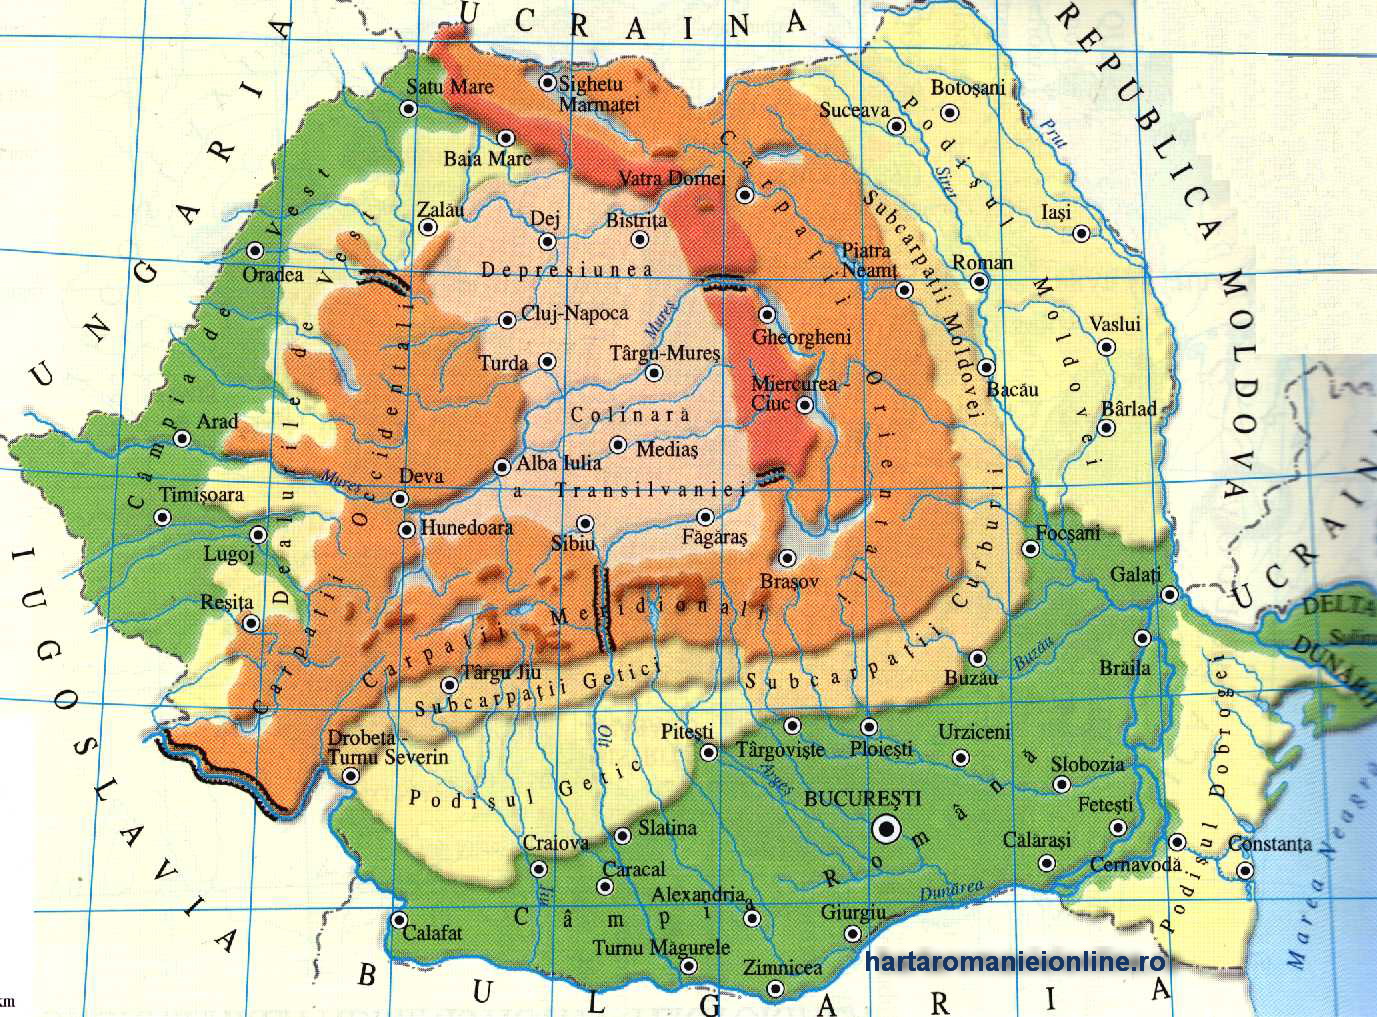 UCRAINA
REPUBLICA MOLDOVA
UNGARIA
Satu Mare
Sighetu
Marmaței
Baia Mare
Suceava
Botoșani
Podișul Moldovei
Prut
Siret
Iași
Vatra Dornei
Carpații Orientali
Subcarpații Moldovei
Zalău
Dej
Bistrița
Câmpia de Vest
Dealurile de Vest
Oradea
Depresiunea
Colinară
a Transilvaniei
Piatra
Neamț
Roman
Cluj-Napoca
Mureș
Gheorgheni
Vaslui
Turda
Târgu-Mureș
Miercurea -
Ciuc
Bacău
Bârlad
Arad
Mediaș
Alba Iulia
Mureș
Deva
Carpații Occidentali
Timișoara
Lugoj
Hunedoara
Sibiu
Făgăraș
Brașov
Focșani
Galați
UCRAINA
DELTA
DUNĂRII
Reșița
Carpații Meridionali
Subcarpații Curburii
Târgu Jiu
Subcarpații Getici
Buzău
Buzău
Brăila
IUGOSLAVIA
Drobeta -
Turnu Severin
Olt
Pitești
Târgoviște
Ploiești
Urziceni
Slobozia
Podișul Dobrogei
Podișul Getic
Argeș
BUCUREȘTI
Fetești
Craiova
Slatina
Călarași
Cernavodă
Constanța
Caracal
Jiu
Alexandria
Câmpia Română
Dunărea
Giurgiu
Calafat
Turnu Măgurele
Zimnicea
Marea Neagră
hartaromanieionline.ro
BULGARIA
km